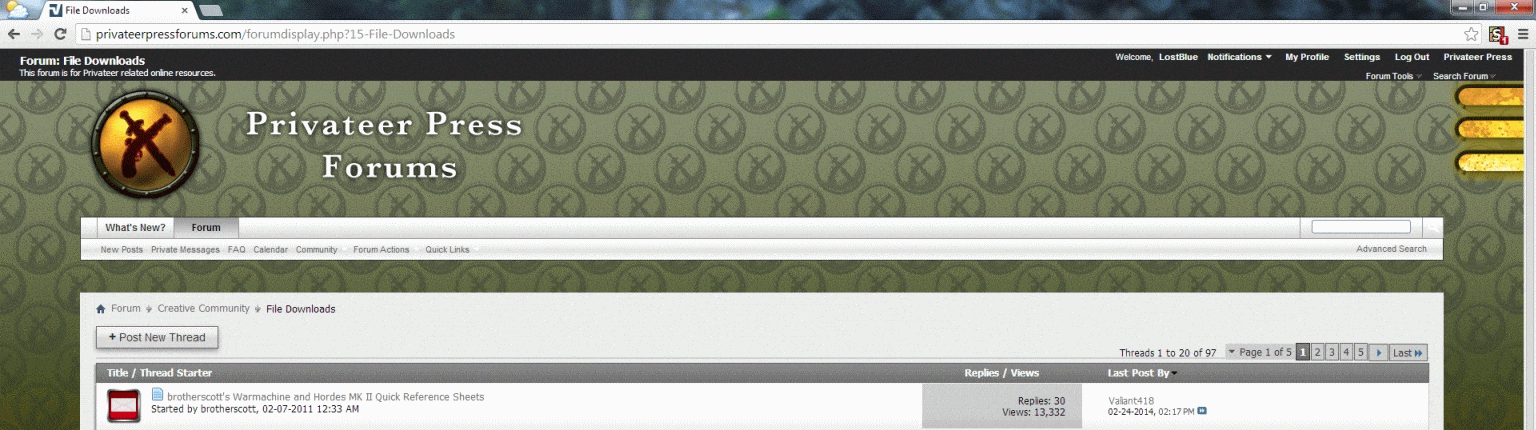 File Downloads
privateerpressforums.com/forumdisplay.php?15-File-Downloads
1
Forum: File Downloads
This forum is for Privateer related online resources.
Welcome, LostBlue Notifications My Profile Settings Log Out Privateer Press
Forum Tools Search Forum
Privateer Press
Forums
What's New? Forum
New Posts Private Messages FAQ Calendar Community Forum Actions Quick Links
Advanced Search
Forum Creative Community File Downloads
+ Post New Thread
Threads 1 to 20 of 97 Page 1 of 5 1 2 3 4 5 Last
Title / Thread Starter Replies / Views Last Post By
brotherscott's Warmachine and Hordes MK II Quick Reference Sheets
Started by brotherscott, 02-07-2011 12:33 AM
Replies: 30
Views: 13,332
Valiant418
02-24-2014, 02:17 PM